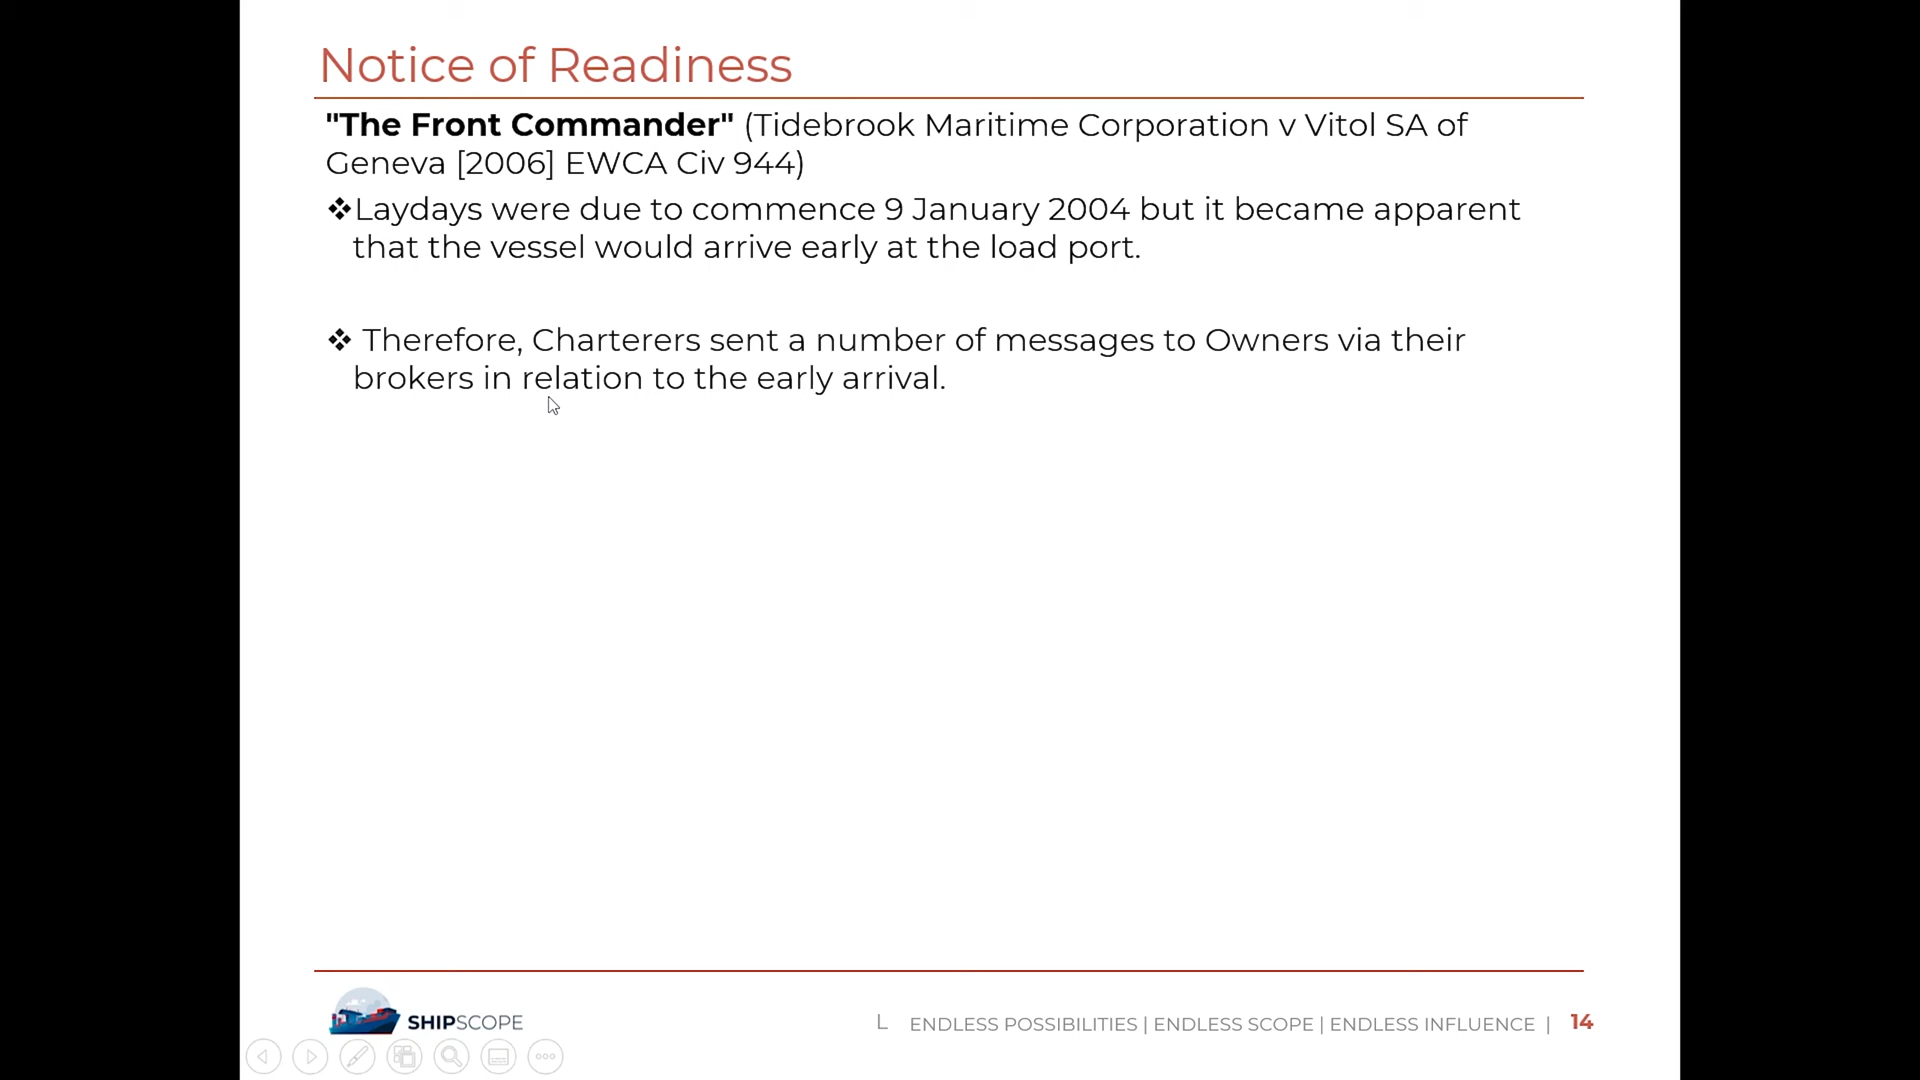 Notice of Readiness
"The Front Commander" (Tidebrook Maritime Corporation v Vitol SA of
Geneva [2006] EWCA Civ 944)
❖Laydays were due to commence 9 January 2004 but it became apparent
that the vessel would arrive early at the load port.
❖ Therefore, Charterers sent a number of messages to Owners via their
brokers in relation to the early arrival.
SHIPSCOPE
L ENDLESS POSSIBILITIES | ENDLESS SCOPE | ENDLESS INFLUENCE | 14